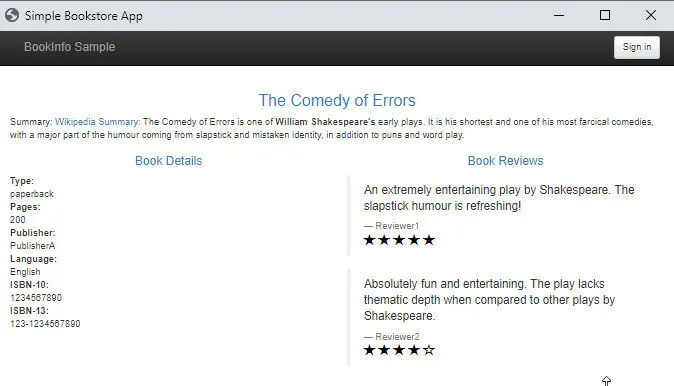 Simple Bookstore App
BookInfo Sample
Sign in
The Comedy of Errors
Summary: Wikipedia Summary: The Comedy of Errors is one of William Shakespeare's early plays. It is his shortest and one of his most farcical comedies,
with a major part of the humour coming from slapstick and mistaken identity, in addition to puns and word play.
Book Details
Type:
paperback
Pages:
200
Publisher:
PublisherA
Language:
English
ISBN-10:
1234567890
ISBN-13:
123-1234567890
Book Reviews
An extremely entertaining play by Shakespeare. The
slapstick humour is refreshing!
— Reviewer1
★★★★★
Absolutely fun and entertaining. The play lacks
thematic depth when compared to other plays by
Shakespeare.
— Reviewer2
★★★★☆